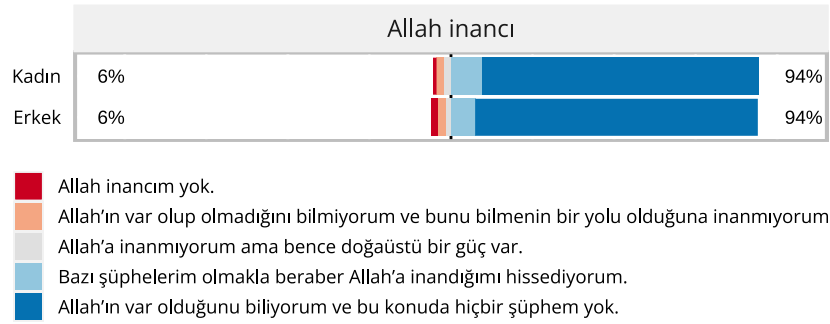 Allah inancı
Kadın 6% 94%
Erkek 6% 94%
Allah inancım yok.
Allah’ın var olup olmadığını bilmiyorum ve bunu bilmenin bir yolu olduğuna inanmıyorum
Allah’a inanmıyorum ama bence doğaüstü bir güç var.
Bazı şüphelerim olmakla beraber Allah’a inandığımı hissediyorum.
Allah’ın var olduğunu biliyorum ve bu konuda hiçbir şüphem yok.